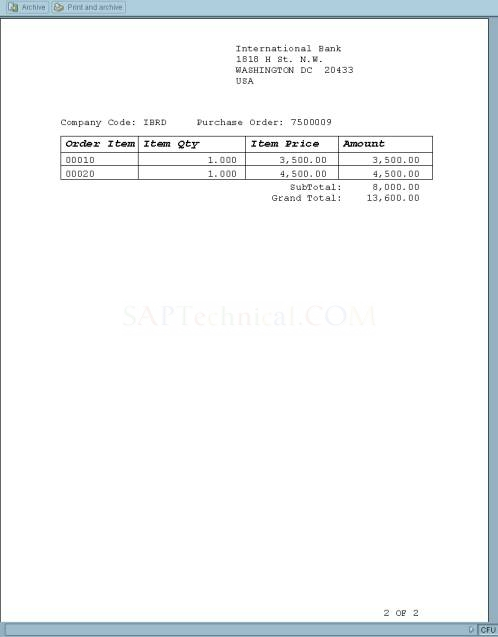 Archive Print and archive
International Bank
1818 H St. N.W.
WASHINGTON DC 20433
USA
Company Code: IBRD Purchase Order: 7500009
Order Item Item Qty Item Price Amount
00010 1.000 3,500.00 3,500.00
00020 1.000 4,500.00 4,500.00
SubTotal: 8,000.00
Grand Total: 13,600.00
SAPTechnical.COM
2 OF 2
CFU